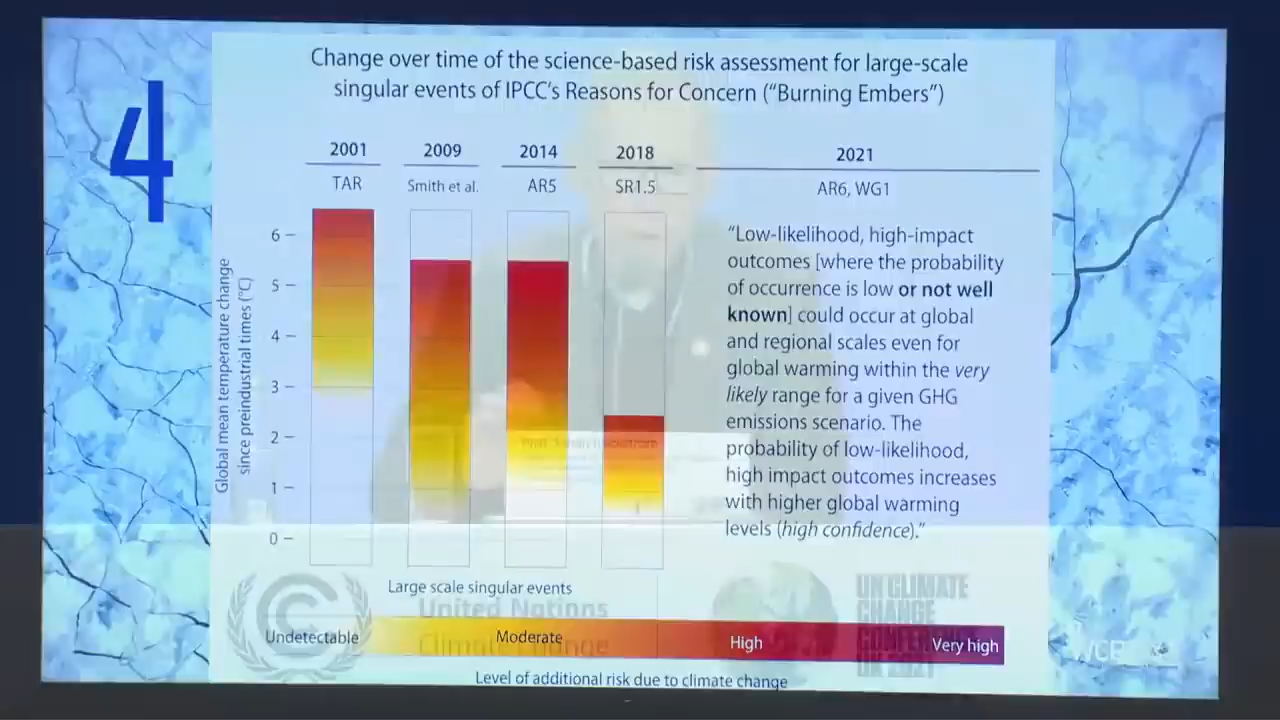 4
Change over time of the science-based risk assessment for large-scale
singular events of IPCC's Reasons for Concern ("Burning Embers")
2001
2009
2014
2018
2021
TAR
Smith et al.
AR5
SR1.5
AR6, WG1
Global mean temperature change
since preindustrial times (°C)
6
5
4
3
2
1
0
"Low-likelihood, high-impact
outcomes [where the probability
of occurrence is low or not well
known] could occur at global
and regional scales even for
global warming within the very
likely range for a given GHG
emissions scenario. The
probability of low-likelihood,
high impact outcomes increases
with higher global warming
levels (high confidence)."
Large scale singular events
Undetectable
Moderate
High
Very high
Level of additional risk due to climate change
United Nations
Climate Change
UN CLIMATE
CHANGE
CONFERENCE
UK 2021